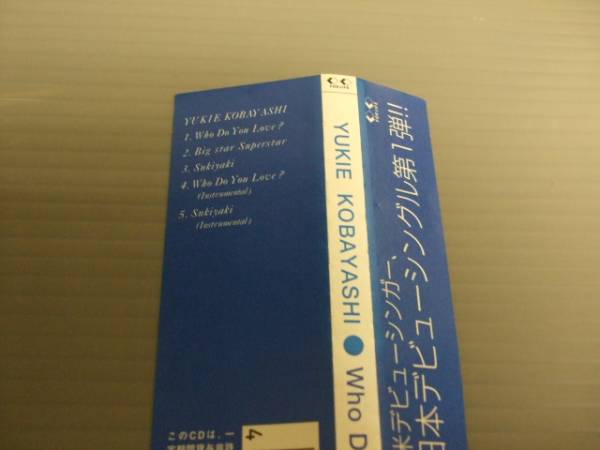 YUKIE KOBAYASHI
1. Who Do You Love?
2. Big star Superstar
3. Sukiyaki
4. Who Do You Love?
(Instrumental)
5. Sukiyaki
(Instrumental)
このCDは、一
4
YUKIE KOBAYASHI ● Who D
米デビューシンガー、
日本デビューシングル第1弾!!